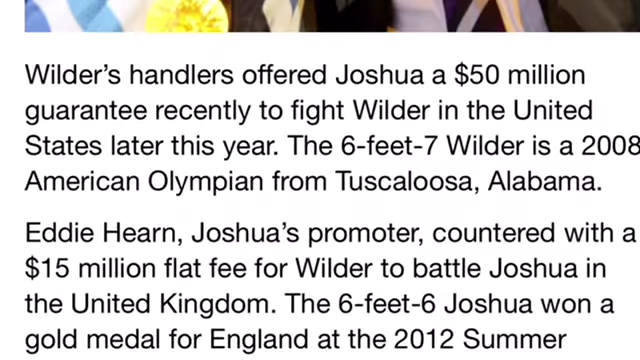 Wilder’s handlers offered Joshua a $50 million
guarantee recently to fight Wilder in the United
States later this year. The 6-feet-7 Wilder is a 2008
American Olympian from Tuscaloosa, Alabama.
Eddie Hearn, Joshua’s promoter, countered with a
$15 million flat fee for Wilder to battle Joshua in
the United Kingdom. The 6-feet-6 Joshua won a
gold medal for England at the 2012 Summer